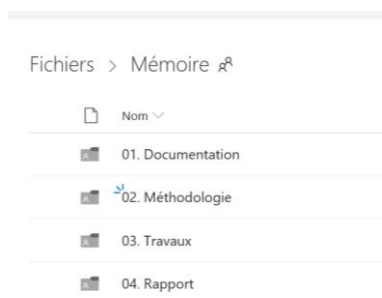 Fichiers > Mémoire
Nom
01. Documentation
02. Méthodologie
03. Travaux
04. Rapport